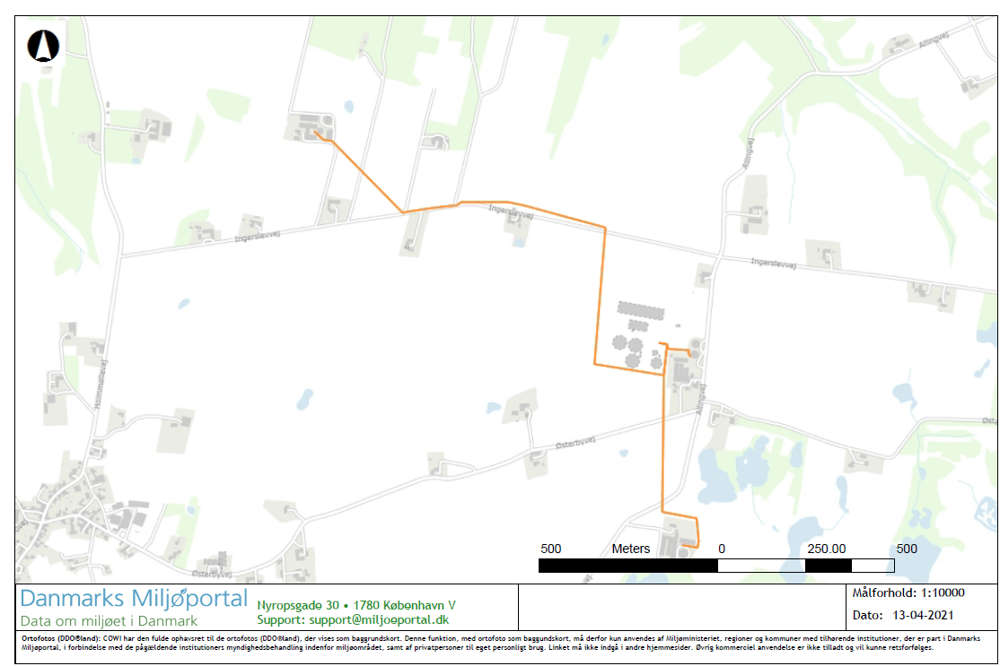 Allingvej
Allingvej
Ingerslevvej
Ingerslevvej
Ingerslevvej
Allingvej
Østerbyvej
Østerbyvej
500 Meters 0 250.00 500
Danmarks Miljøportal
Data om miljøet i Danmark
Nyropsgade 30 • 1780 København V
Support: support@miljoeportal.dk
Målforhold: 1:10000
Dato: 13-04-2021
Ortofotos (DDO®land): COWI har den fulde ophavsret til de ortofotos (DDO®land), der vises som baggrundskort. Denne funktion, med ortofoto som baggundskort, må derfor kun anvendes af Miljøministeriet, regioner og kommuner med tilhørende institutioner, der er part i Danmarks
Miljøportal, i forbindelse med de pågældende institutioners myndighedsbehandling indenfor miljøområdet, samt af privatpersoner til eget personligt brug. Linket må ikke indgå i andre hjemmesider. Øvrig kommerciel anvendelse er ikke tilladt og vil kunne retsforfølges.